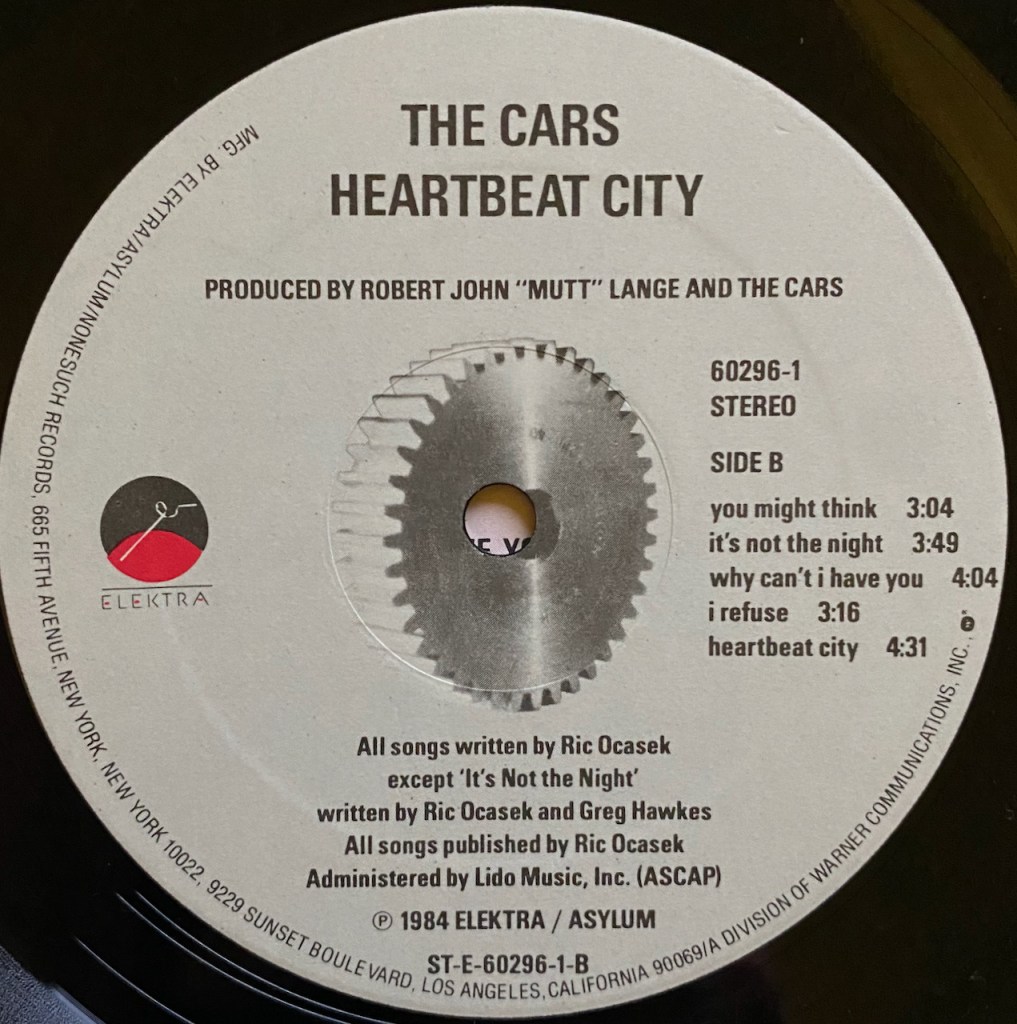 THE CARS
HEARTBEAT CITY
PRODUCED BY ROBERT JOHN "MUTT" LANGE AND THE CARS
60296-1
STEREO
SIDE B
you might think 3:04
it's not the night 3:49
why can't i have you 4:04
i refuse 3:16
heartbeat city 4:31
ELEKTRA
All songs written by Ric Ocasek
except 'It's Not the Night'
written by Ric Ocasek and Greg Hawkes
All songs published by Ric Ocasek
Administered by Lido Music, Inc. (ASCAP)
℗ 1984 ELEKTRA / ASYLUM
ST-E-60296-1-B
MFG. BY ELEKTRA/ASYLUM/NONESUCH RECORDS, 665 FIFTH AVENUE, NEW YORK, NEW YORK 10022, 9229 SUNSET BOULEVARD, LOS ANGELES, CALIFORNIA 90069/A DIVISION OF WARNER COMMUNICATIONS, INC.,